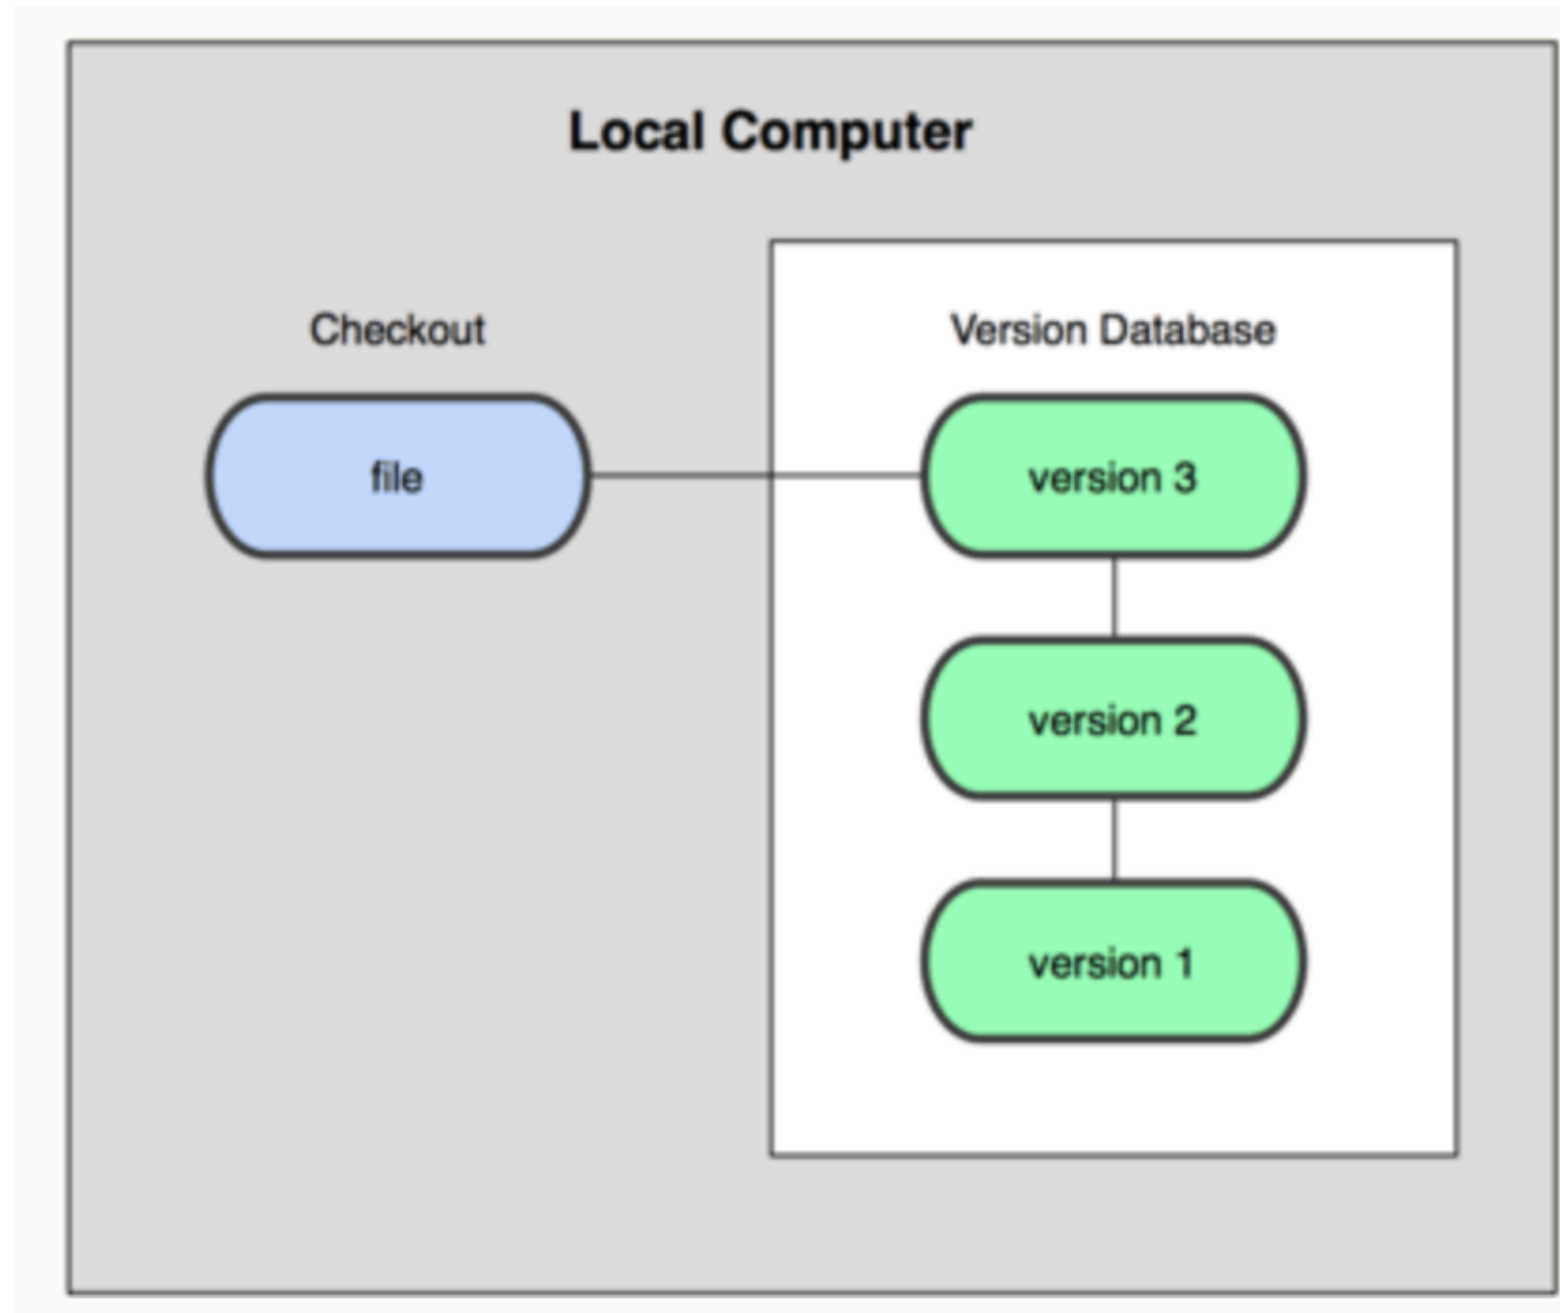 Local Computer
Checkout
file
Version Database
version 3
version 2
version 1